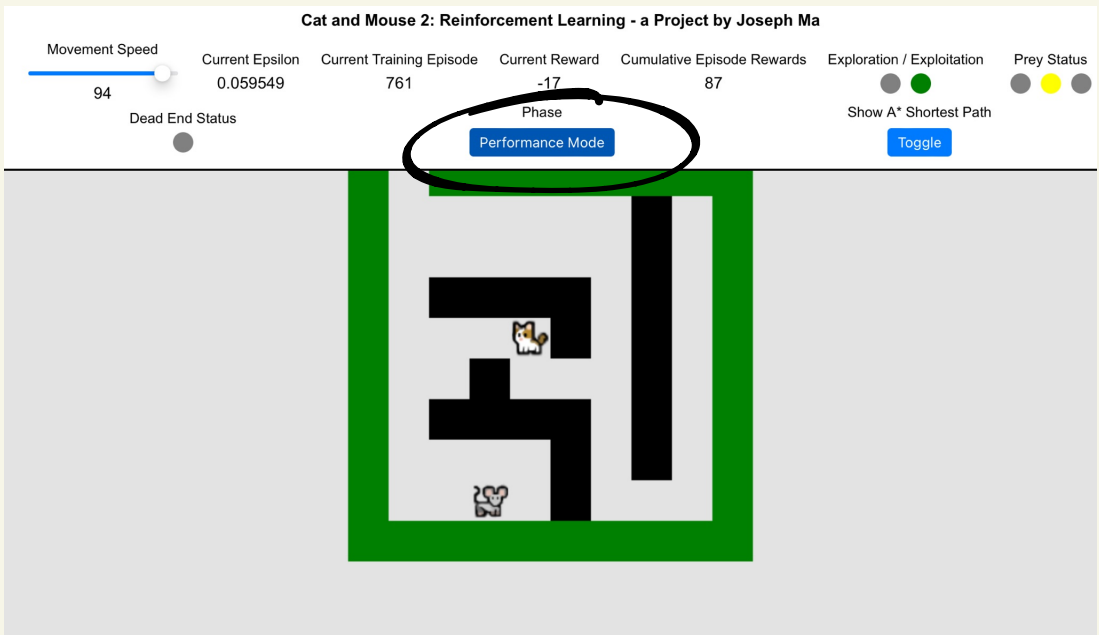 Cat and Mouse 2: Reinforcement Learning - a Project by Joseph Ma
Movement Speed
94
Current Epsilon
0.059549
Current Training Episode
761
Current Reward
-17
Cumulative Episode Rewards
87
Exploration / Exploitation
Prey Status
Dead End Status
Phase
Performance Mode
Show A* Shortest Path
Toggle